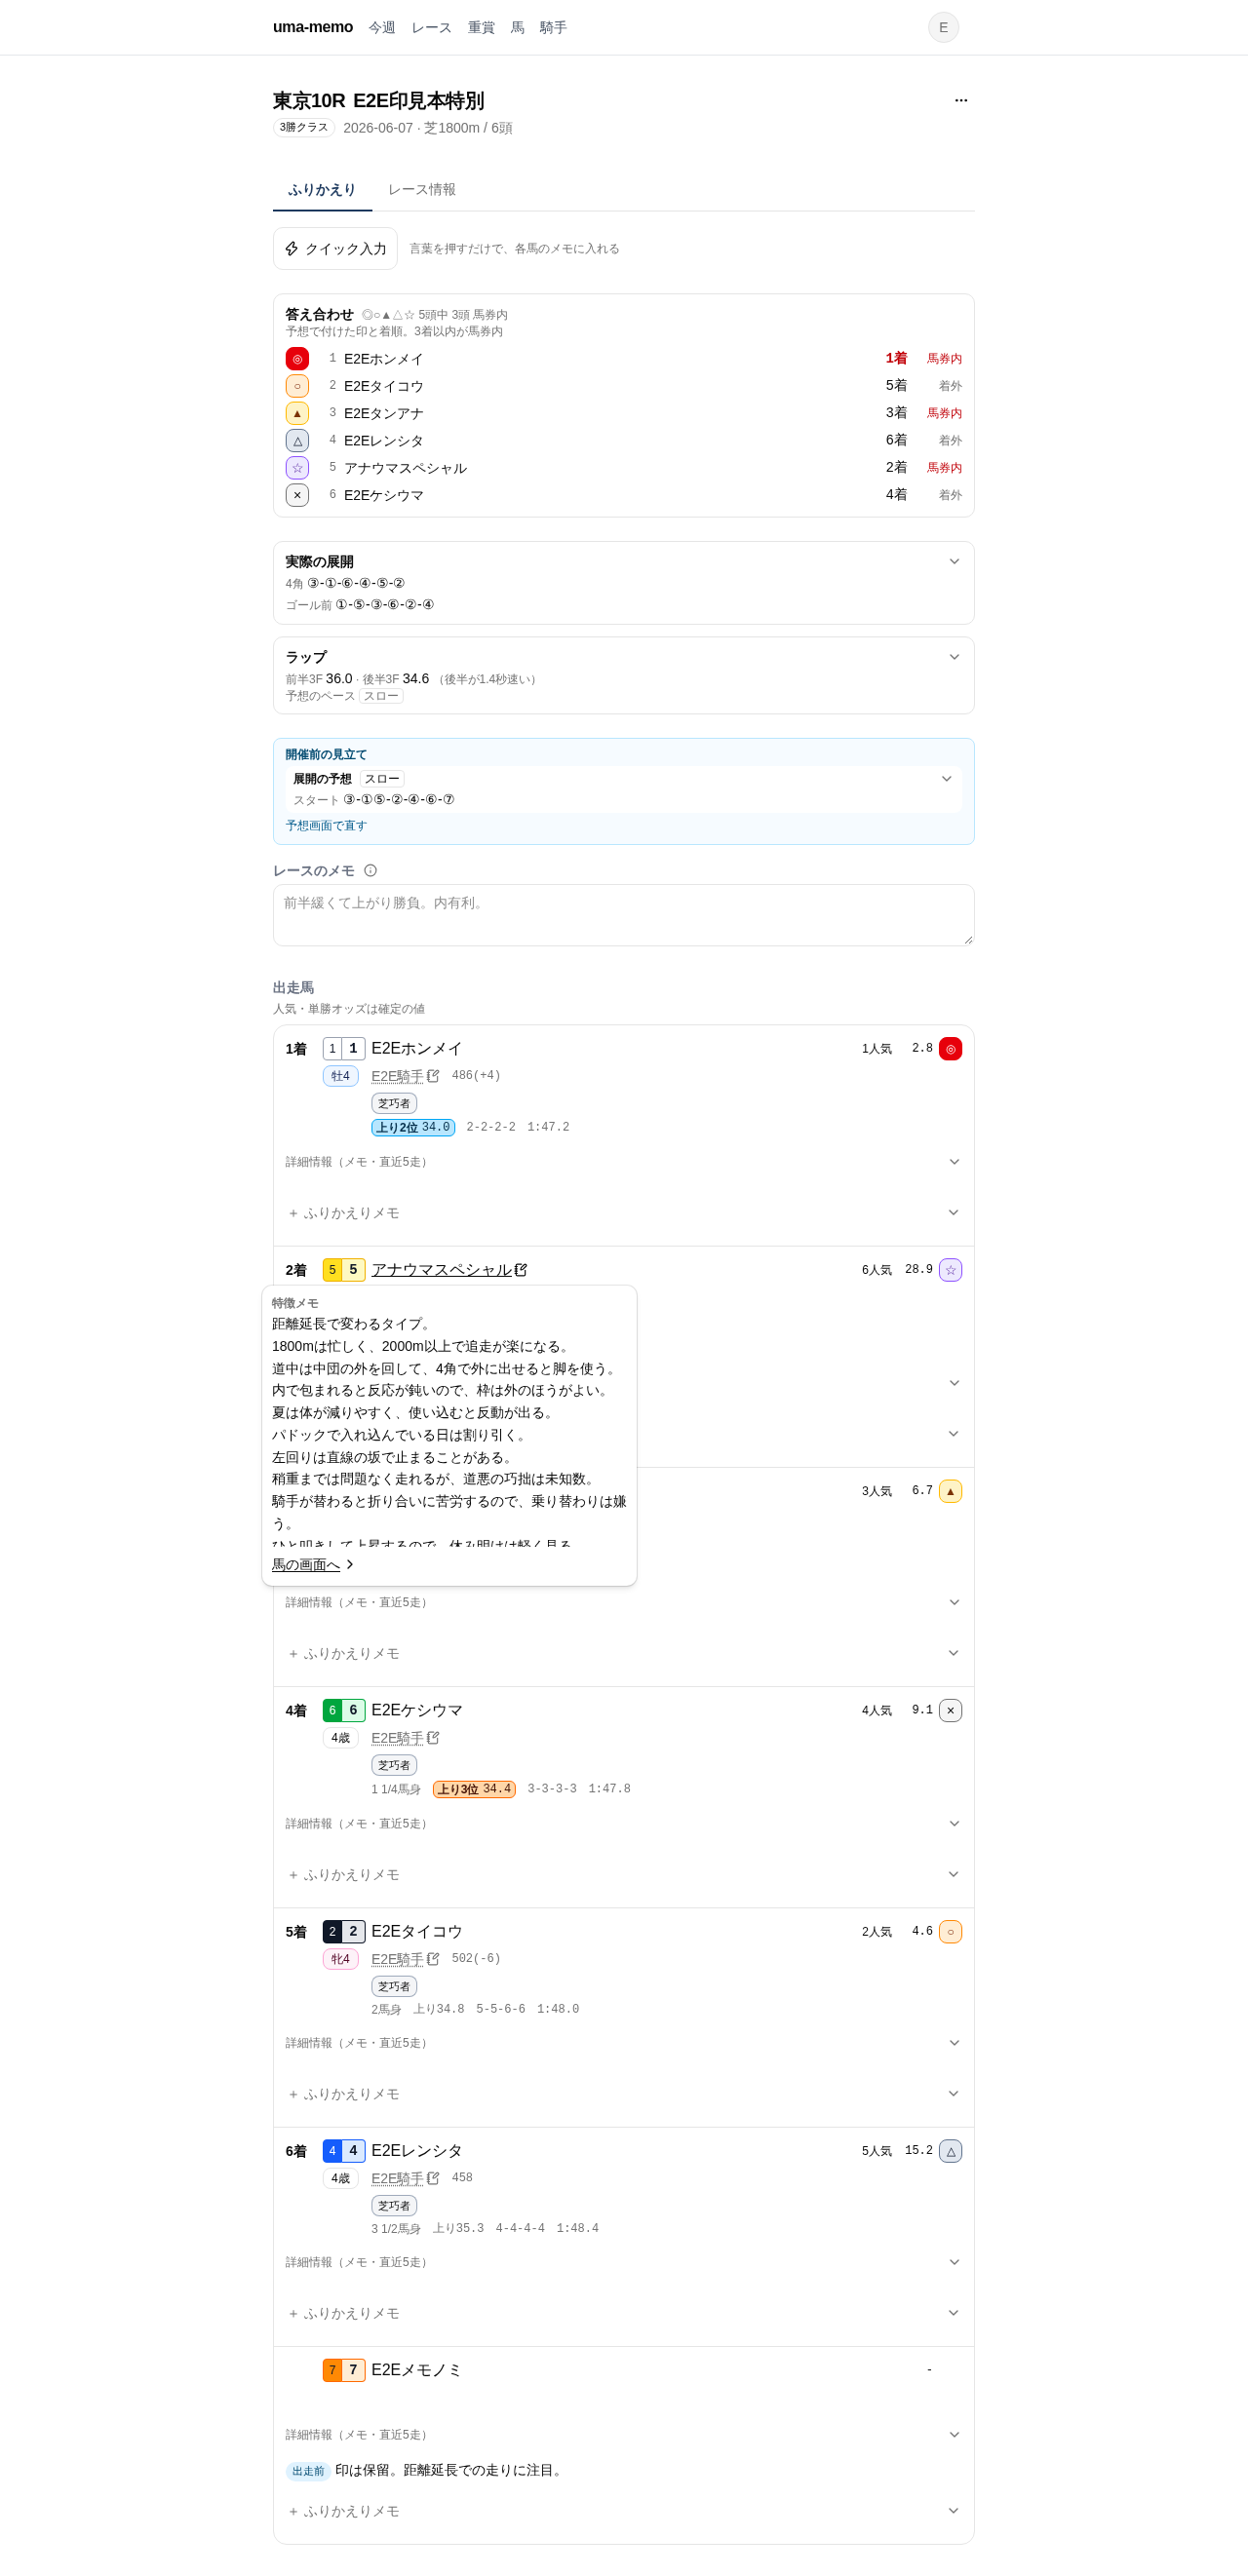 uma-memo 今週 レース 重賞 馬 騎手 E
東京10R E2E印見本特別 …
3勝クラス 2026-06-07 · 芝1800m / 6頭
ふりかえり レース情報
クイック入力 言葉を押すだけで、各馬のメモに入れる
答え合わせ ◎○▲△☆ 5頭中 3頭 馬券内
予想で付けた印と着順。3着以内が馬券内
◎ 1 E2Eホンメイ 1着 馬券内
○ 2 E2Eタイコウ 5着 着外
▲ 3 E2Eタンアナ 3着 馬券内
△ 4 E2Eレンシタ 6着 着外
☆ 5 アナウマスペシャル 2着 馬券内
× 6 E2Eケシウマ 4着 着外
実際の展開
4角 ③-①-⑥-④-⑤-②
ゴール前 ①-⑤-③-⑥-②-④
ラップ
前半3F 36.0 · 後半3F 34.6 （後半が1.4秒速い）
予想のペース スロー
開催前の見立て
展開の予想 スロー
スタート ③-①⑤-②-④-⑥-⑦
予想画面で直す
レースのメモ
前半緩くて上がり勝負。内有利。
出走馬
人気・単勝オッズは確定の値
1着 1 1 E2Eホンメイ 1人気 2.8 ◎
牡4 E2E騎手 486(+4)
芝巧者
上り2位 34.0 2-2-2-2 1:47.2
詳細情報（メモ・直近5走）
＋ ふりかえりメモ
2着 5 5 アナウマスペシャル 6人気 28.9 ☆
特徴メモ
距離延長で変わるタイプ。
1800mは忙しく、2000m以上で追走が楽になる。
道中は中団の外を回して、4角で外に出せると脚を使う。
内で包まれると反応が鈍いので、枠は外のほうがよい。
夏は体が減りやすく、使い込むと反動が出る。
パドックで入れ込んでいる日は割り引く。
左回りは直線の坂で止まることがある。
稍重までは問題なく走れるが、道悪の巧拙は未知数。
騎手が替わると折り合いに苦労するので、乗り替わりは嫌
う。
ひと叩きして上昇するので、休み明けは軽く見る
馬の画面へ
3人気 6.7 ▲
詳細情報（メモ・直近5走）
＋ ふりかえりメモ
4着 6 6 E2Eケシウマ 4人気 9.1 ×
4歳 E2E騎手
芝巧者
1 1/4馬身 上り3位 34.4 3-3-3-3 1:47.8
詳細情報（メモ・直近5走）
＋ ふりかえりメモ
5着 2 2 E2Eタイコウ 2人気 4.6 ○
牝4 E2E騎手 502(-6)
芝巧者
2馬身 上り34.8 5-5-6-6 1:48.0
詳細情報（メモ・直近5走）
＋ ふりかえりメモ
6着 4 4 E2Eレンシタ 5人気 15.2 △
4歳 E2E騎手 458
芝巧者
3 1/2馬身 上り35.3 4-4-4-4 1:48.4
詳細情報（メモ・直近5走）
＋ ふりかえりメモ
7 7 E2Eメモノミ -
詳細情報（メモ・直近5走）
出走前 印は保留。距離延長での走りに注目。
＋ ふりかえりメモ